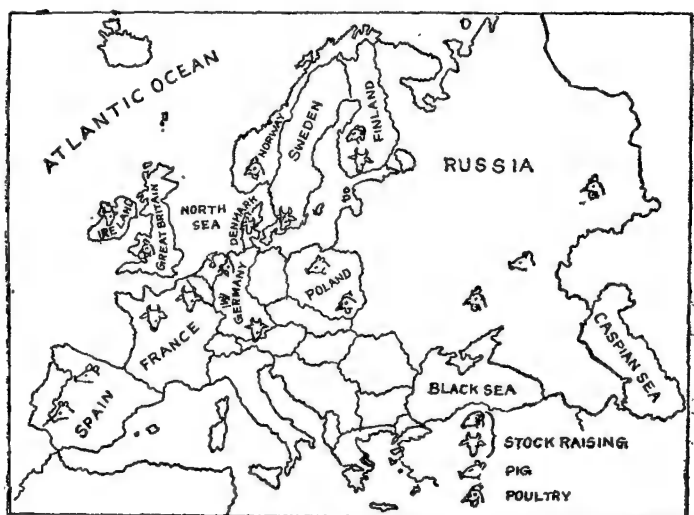 ATLANTIC OCEAN
NORWAY
SWEDEN
FINLAND
RUSSIA
IRELAND
GREAT BRITAIN
NORTH
SEA
DENMARK
GERMANY
POLAND
FRANCE
SPAIN
BLACK SEA
CASPIAN SEA
STOCK RAISING
PIG
POULTRY